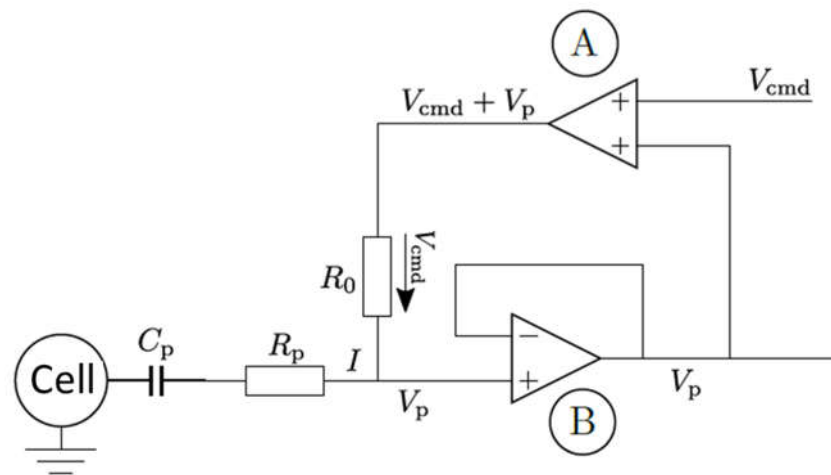 A
V_cmd
V_cmd + V_p
+
+
V_cmd
R_0
C_p
R_p
I
Cell
−
+
V_p
V_p
B